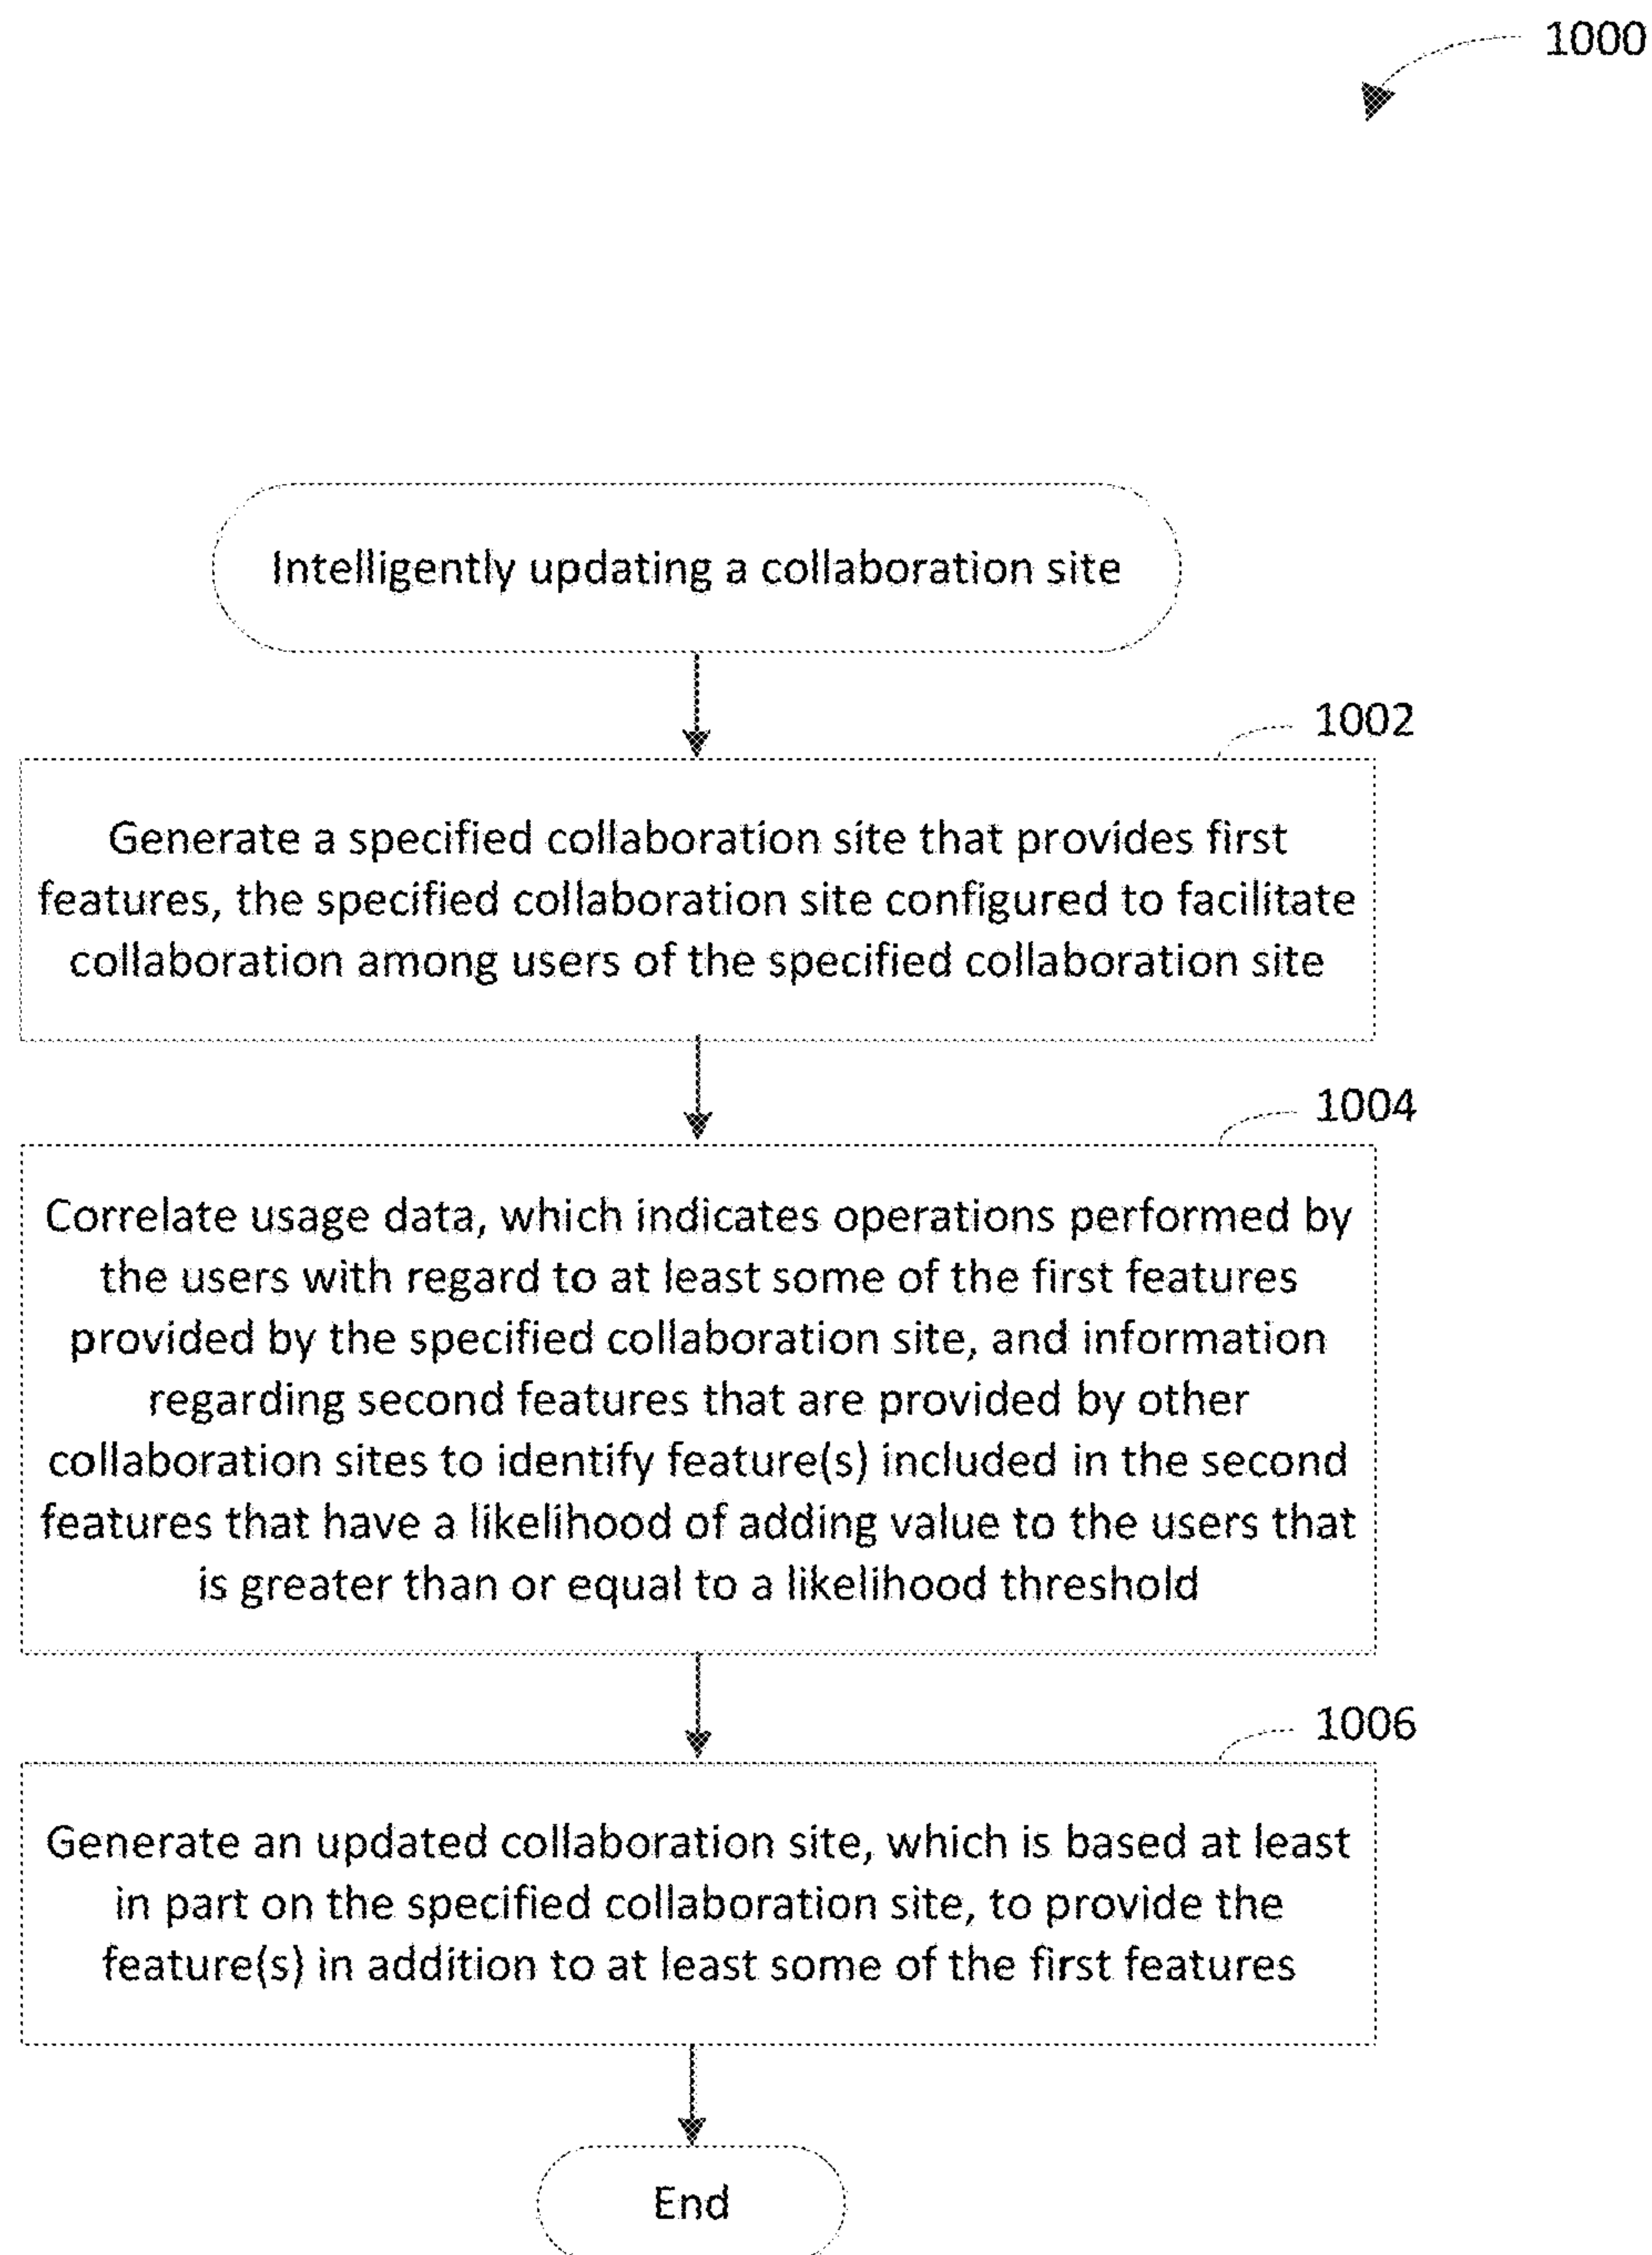 1000
Intelligently updating a collaboration site
1002
Generate a specified collaboration site that provides first
features, the specified collaboration site configured to facilitate
collaboration among users of the specified collaboration site
1004
Correlate usage data, which indicates operations performed by
the users with regard to at least some of the first features
provided by the specified collaboration site, and information
regarding second features that are provided by other
collaboration sites to identify feature(s) included in the second
features that have a likelihood of adding value to the users that
is greater than or equal to a likelihood threshold
1006
Generate an updated collaboration site, which is based at least
in part on the specified collaboration site, to provide the
feature(s) in addition to at least some of the first features
End